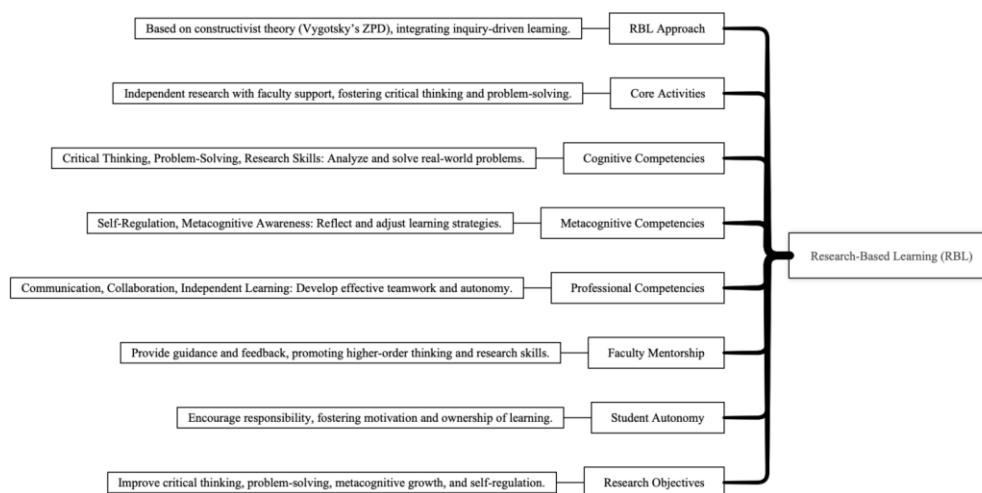 Based on constructivist theory (Vygotsky's ZPD), integrating inquiry-driven learning.
RBL Approach
Independent research with faculty support, fostering critical thinking and problem-solving.
Core Activities
Critical Thinking, Problem-Solving, Research Skills: Analyze and solve real-world problems.
Cognitive Competencies
Self-Regulation, Metacognitive Awareness: Reflect and adjust learning strategies.
Metacognitive Competencies
Research-Based Learning (RBL)
Communication, Collaboration, Independent Learning: Develop effective teamwork and autonomy.
Professional Competencies
Provide guidance and feedback, promoting higher-order thinking and research skills.
Faculty Mentorship
Encourage responsibility, fostering motivation and ownership of learning.
Student Autonomy
Improve critical thinking, problem-solving, metacognitive growth, and self-regulation.
Research Objectives